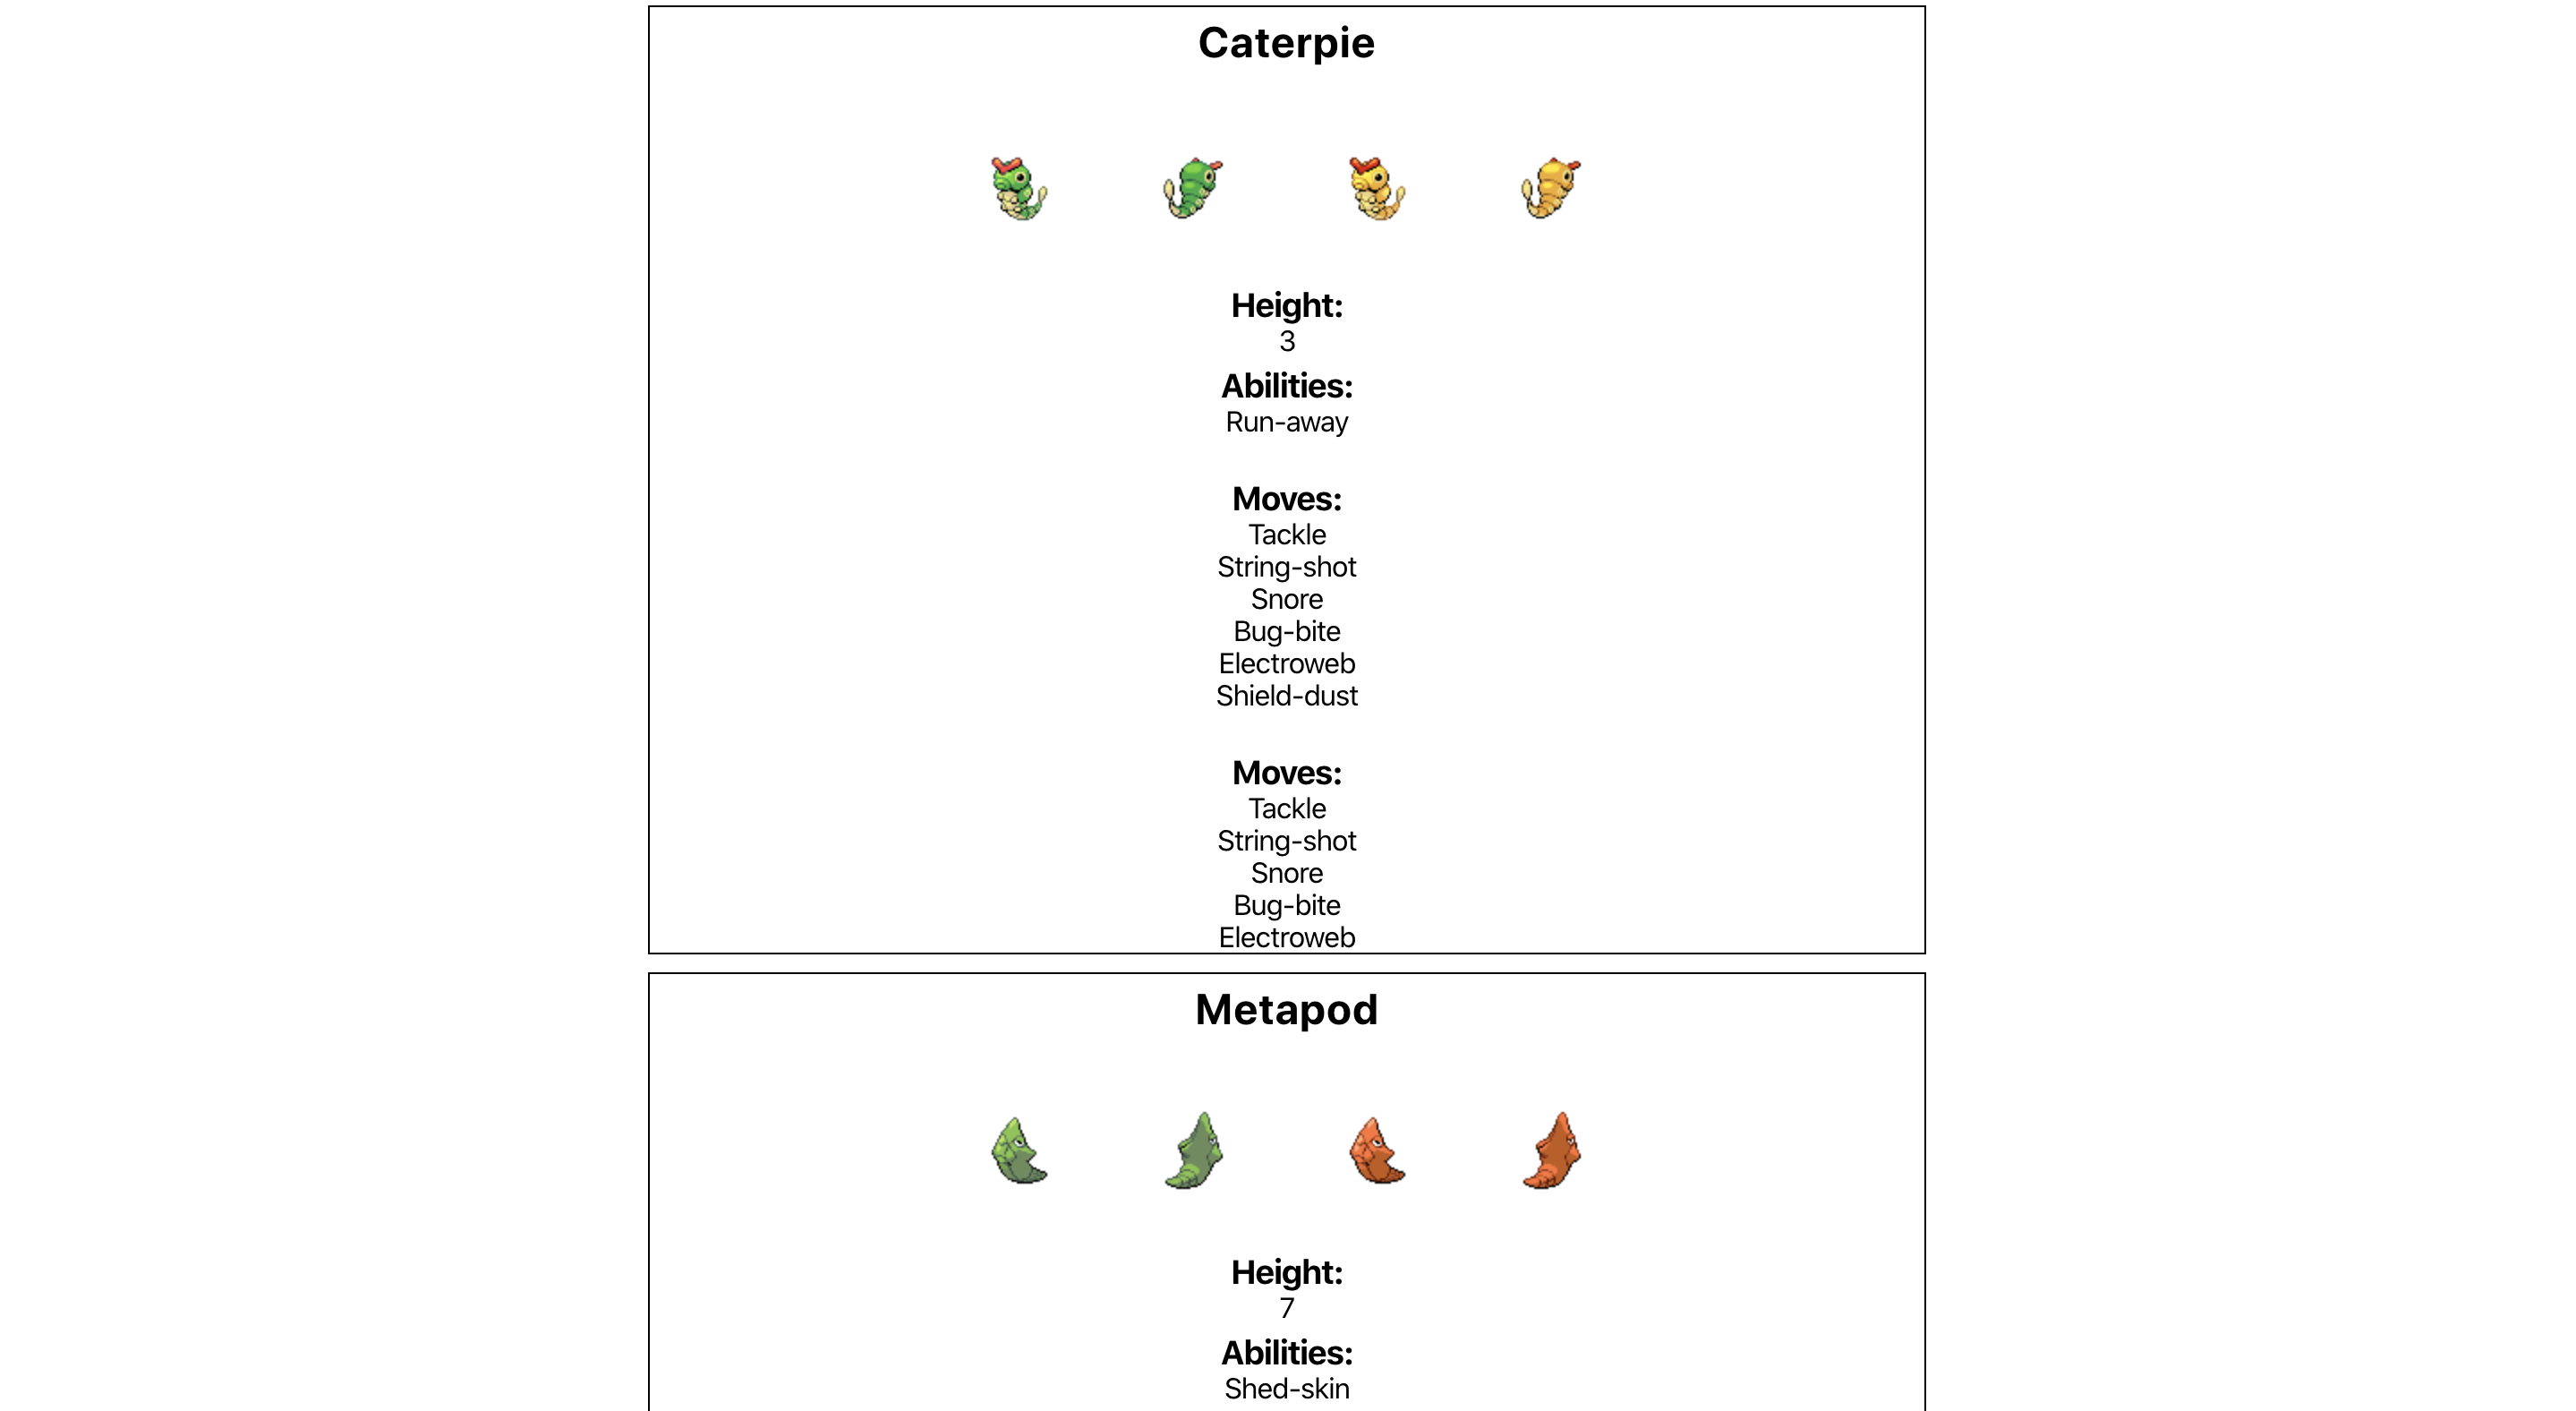 Caterpie
Height:
3
Abilities:
Run-away
Moves:
Tackle
String-shot
Snore
Bug-bite
Electroweb
Shield-dust
Moves:
Tackle
String-shot
Snore
Bug-bite
Electroweb
Metapod
Height:
7
Abilities:
Shed-skin